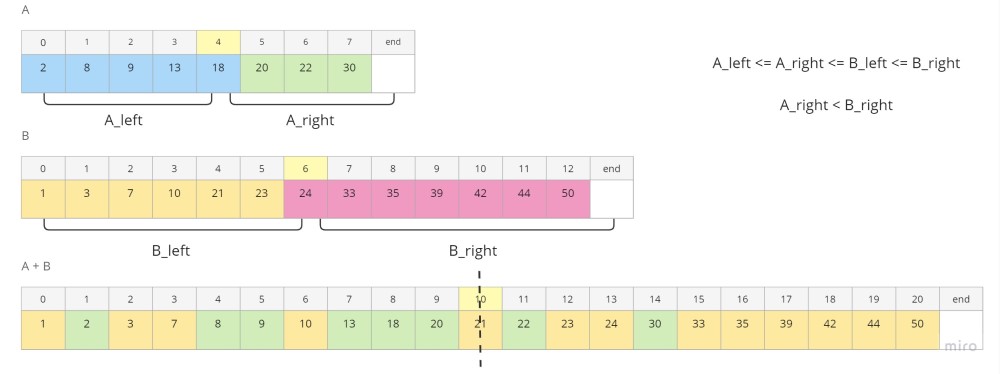 A
0 1 2 3 4 5 6 7 end
2 8 9 13 18 20 22 30
A_left A_right
A_left <= A_right <= B_left <= B_right
A_right < B_right
B
0 1 2 3 4 5 6 7 8 9 10 11 12 end
1 3 7 10 21 23 24 33 35 39 42 44 50
B_left B_right
A + B
0 1 2 3 4 5 6 7 8 9 10 11 12 13 14 15 16 17 18 19 20 end
1 2 3 7 8 9 10 13 18 20 21 22 23 24 30 33 35 39 42 44 50
miro